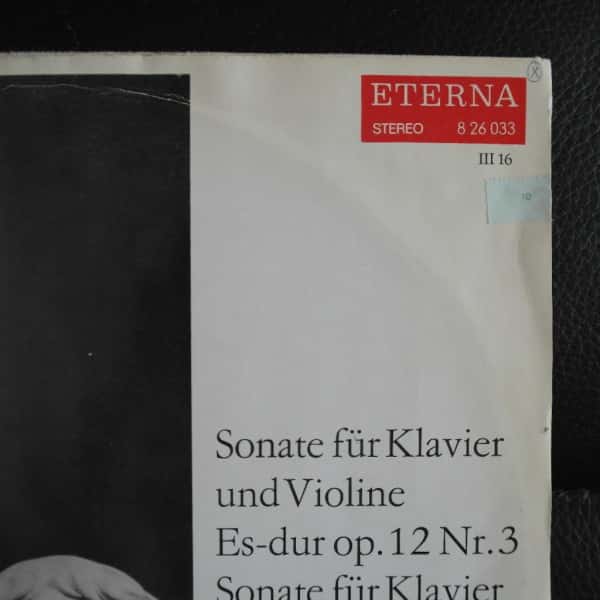 ETERNA
STEREO 8 26 033
III 16
Sonate für Klavier
und Violine
Es-dur op. 12 Nr. 3
Sonate für Klavier